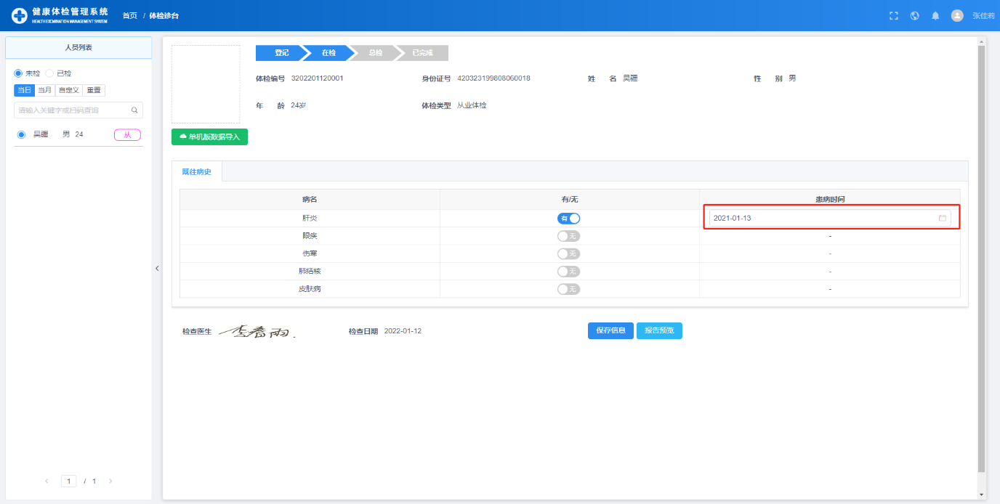 健康体检管理系统 首页 / 体检诊台 张佳莉
HEALTH EXCMINATION MANAGEMENT SYATEM
人员列表
未检 已检
当日 当月 自定义 重置
请输入关键字或扫码查询
吴疆 男 24 从
< 1 / 1 >
登记 在检 总检 已完成
体检编号 3202201120001 身份证号 420323199808060018 姓 名 吴疆 性 别 男
年 龄 24岁 体检类型 从业体检
单机版数据导入
既往病史
病名 有/无 患病时间
肝炎 有 2021-01-13
眼疾 无 -
伤寒 无 -
肺结核 无 -
皮肤病 无 -
检查医生 李春雨. 检查日期 2022-01-12 保存信息 报告预览